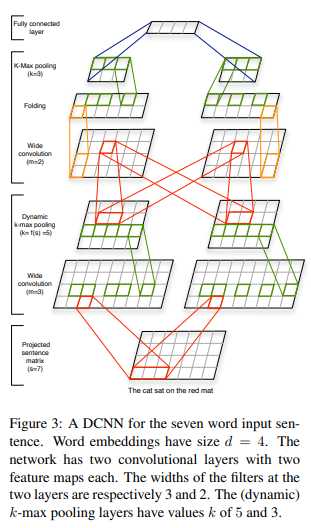 Fully connected
layer
K-Max pooling
(k=3)
Folding
Wide
convolution
(m=2)
Dynamic
k-max pooling
(k= f(s) =5)
Wide
convolution
(m=3)
Projected
sentence
matrix
(s=7)
The cat sat on the red mat
Figure 3: A DCNN for the seven word input sen-
tence. Word embeddings have size d = 4. The
network has two convolutional layers with two
feature maps each. The widths of the filters at the
two layers are respectively 3 and 2. The (dynamic)
k-max pooling layers have values k of 5 and 3.